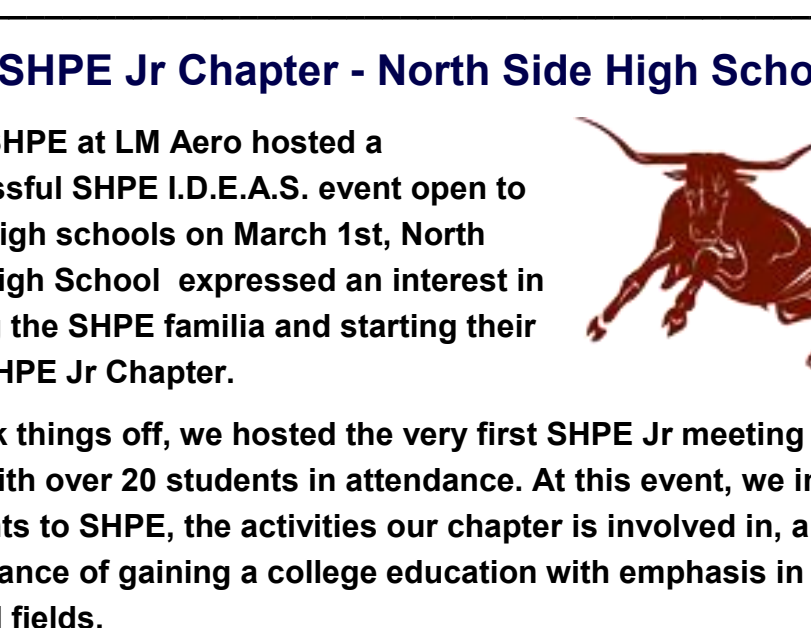 SHPE Jr Chapter - North Side High Scho
SHPE at LM Aero hosted a
ssful SHPE I.D.E.A.S. event open to
igh schools on March 1st, North
igh School expressed an interest in
the SHPE familia and starting their
HPE Jr Chapter.
k things off, we hosted the very first SHPE Jr meeting
ith over 20 students in attendance. At this event, we i
ts to SHPE, the activities our chapter is involved in, a
ance of gaining a college education with emphasis in
fields.